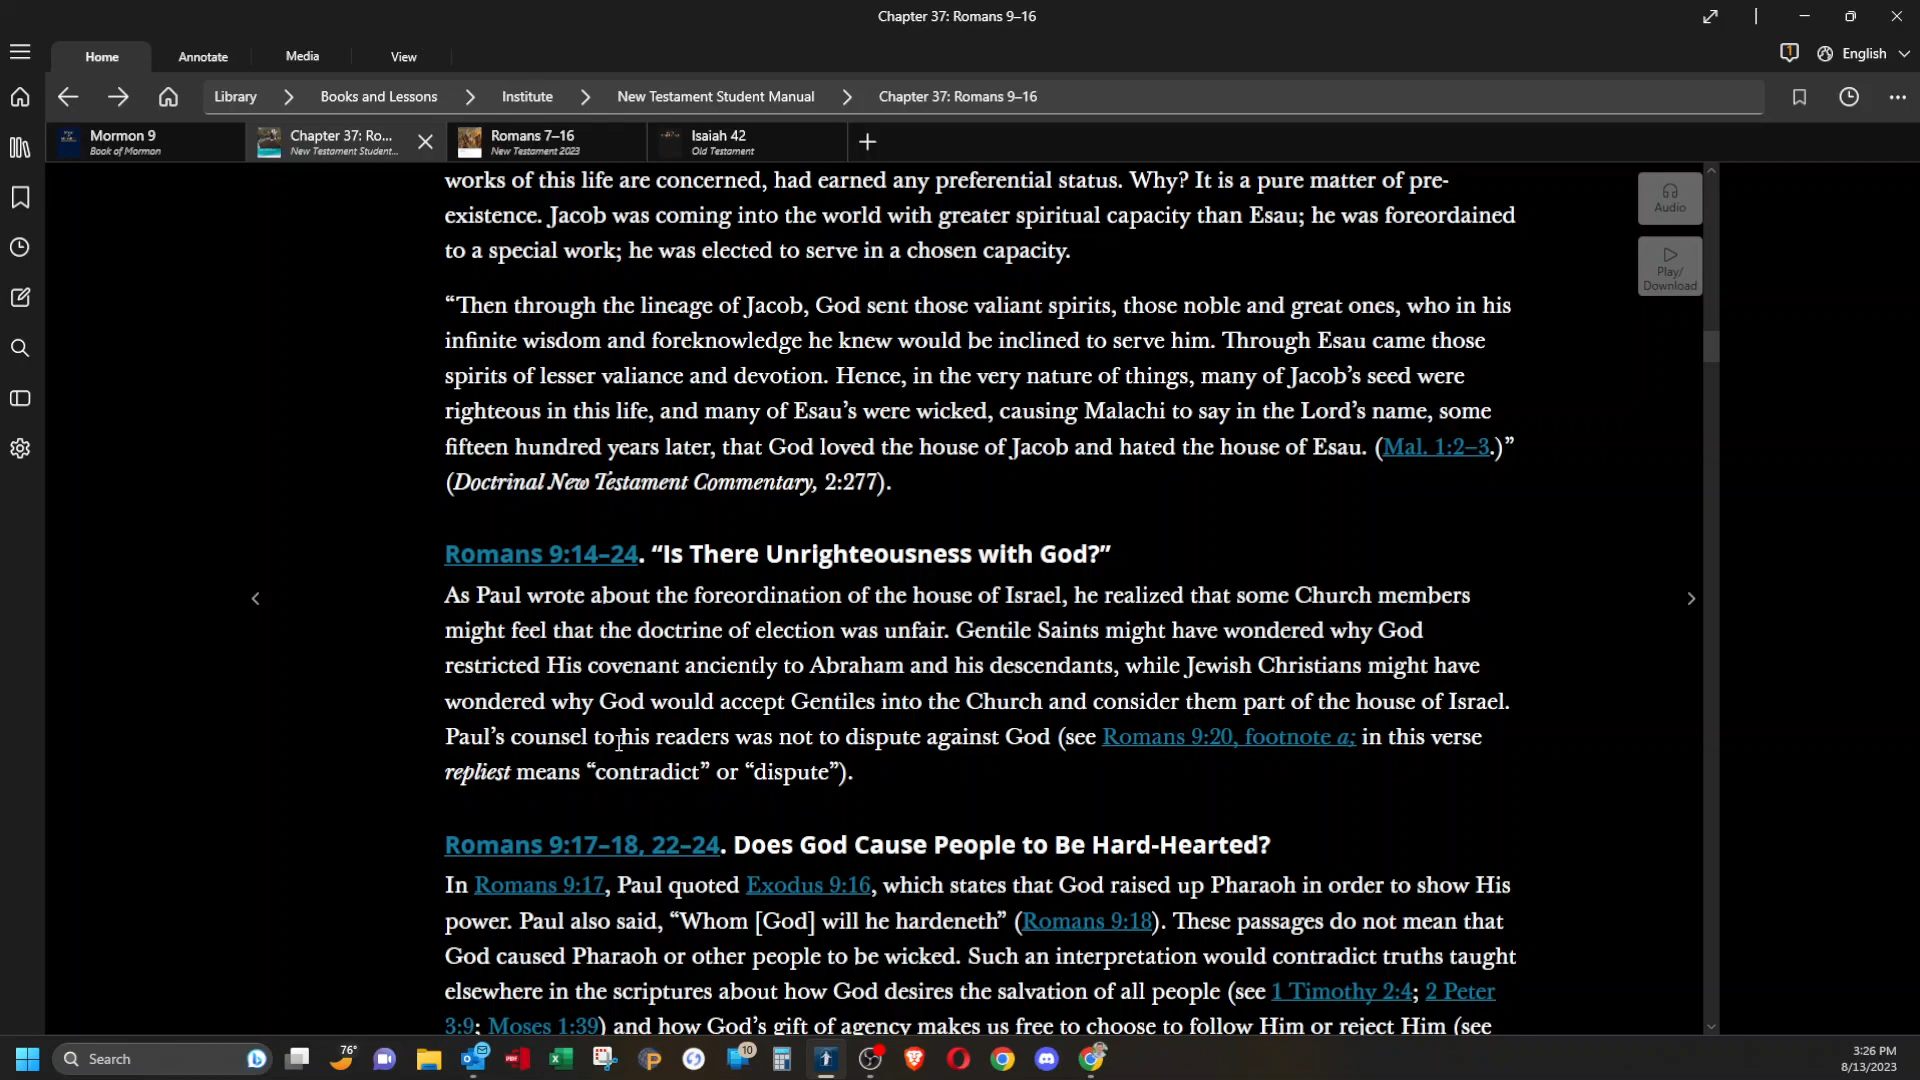 Chapter 37: Romans 9–16
Home
Annotate
Media
View
1
English
Library
Books and Lessons
Institute
New Testament Student Manual
Chapter 37: Romans 9–16
Mormon 9
Book of Mormon
Chapter 37: Ro...
New Testament Student...
Romans 7–16
New Testament 2023
Isaiah 42
Old Testament
works of this life are concerned, had earned any preferential status. Why? It is a pure matter of pre-
existence. Jacob was coming into the world with greater spiritual capacity than Esau; he was foreordained
to a special work; he was elected to serve in a chosen capacity.
“Then through the lineage of Jacob, God sent those valiant spirits, those noble and great ones, who in his
infinite wisdom and foreknowledge he knew would be inclined to serve him. Through Esau came those
spirits of lesser valiance and devotion. Hence, in the very nature of things, many of Jacob’s seed were
righteous in this life, and many of Esau’s were wicked, causing Malachi to say in the Lord’s name, some
fifteen hundred years later, that God loved the house of Jacob and hated the house of Esau. (Mal. 1:2–3.)”
(Doctrinal New Testament Commentary, 2:277).
Audio
Play/
Download
Romans 9:14–24. “Is There Unrighteousness with God?”
As Paul wrote about the foreordination of the house of Israel, he realized that some Church members
might feel that the doctrine of election was unfair. Gentile Saints might have wondered why God
restricted His covenant anciently to Abraham and his descendants, while Jewish Christians might have
wondered why God would accept Gentiles into the Church and consider them part of the house of Israel.
Paul’s counsel to his readers was not to dispute against God (see Romans 9:20, footnote a; in this verse
repliest means “contradict” or “dispute”).
Romans 9:17–18, 22–24. Does God Cause People to Be Hard-Hearted?
In Romans 9:17, Paul quoted Exodus 9:16, which states that God raised up Pharaoh in order to show His
power. Paul also said, “Whom [God] will he hardeneth” (Romans 9:18). These passages do not mean that
God caused Pharaoh or other people to be wicked. Such an interpretation would contradict truths taught
elsewhere in the scriptures about how God desires the salvation of all people (see 1 Timothy 2:4; 2 Peter
3:9; Moses 1:39) and how God’s gift of agency makes us free to choose to follow Him or reject Him (see
Search
76°
10
3:26 PM
8/13/2023